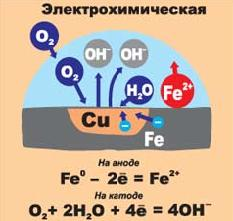 Электрохимическая
O₂ OH⁻ OH⁻
O₂ H₂O Fe²⁺
Cu ē ē
Fe
На аноде
Fe⁰ – 2ē = Fe²⁺
На катоде
O₂ + 2H₂O + 4ē = 4OH⁻